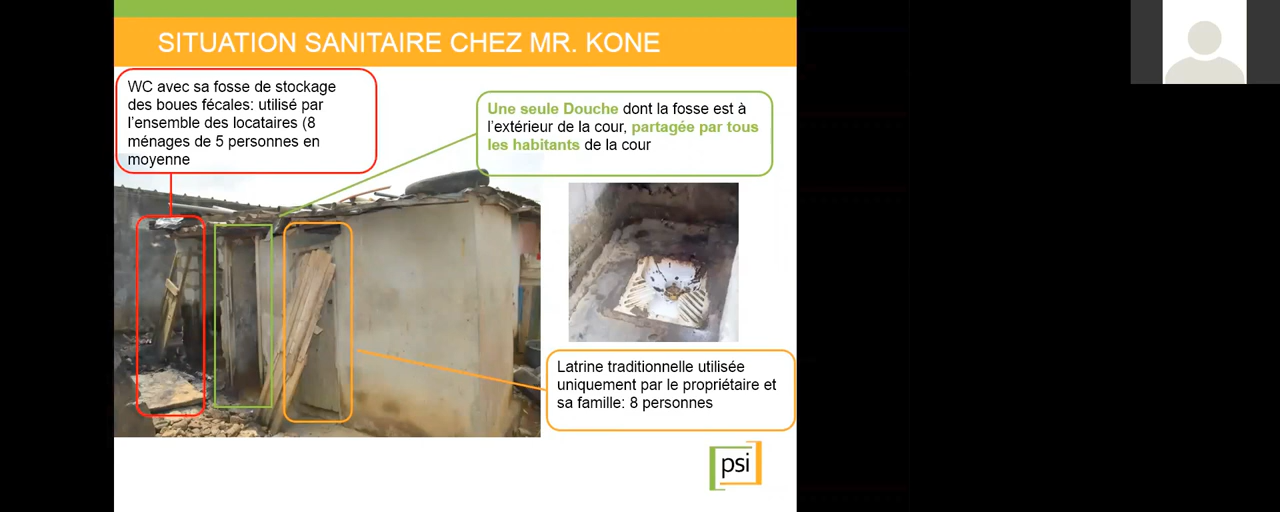 SITUATION SANITAIRE CHEZ MR. KONE
WC avec sa fosse de stockage
des boues fécales: utilisé par
l'ensemble des locataires (8
ménages de 5 personnes en
moyenne
Une seule Douche dont la fosse est à
l'extérieur de la cour, partagée par tous
les habitants de la cour
Latrine traditionnelle utilisée
uniquement par le propriétaire et
sa famille: 8 personnes
psi